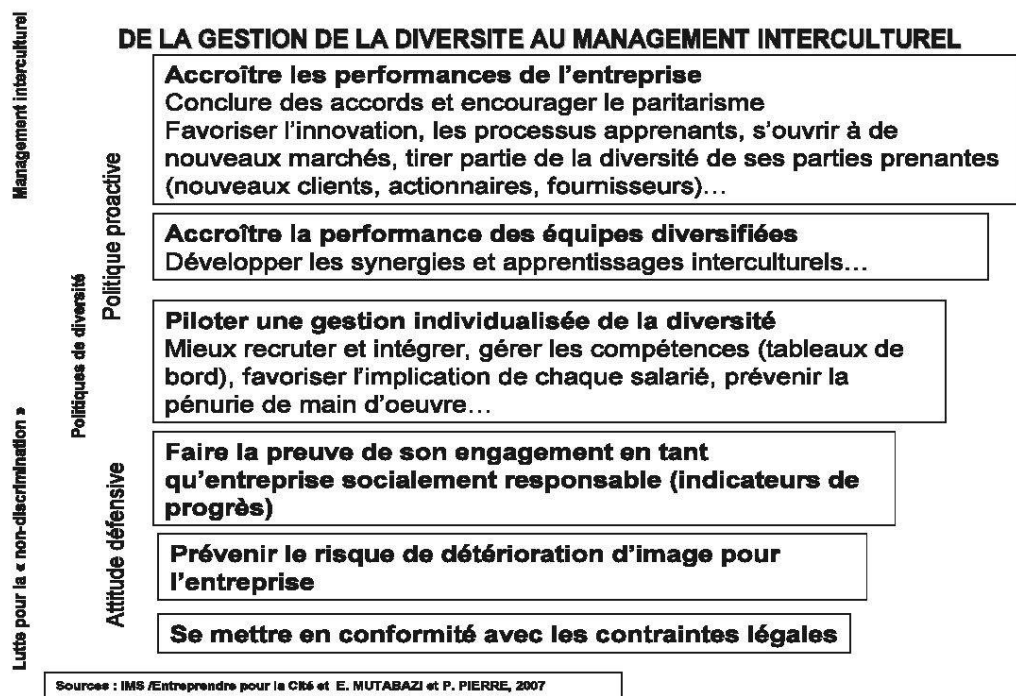 DE LA GESTION DE LA DIVERSITE AU MANAGEMENT INTERCULTUREL
Management interculturel
Politique proactive
Politiques de diversité
Attitude défensive
Lutte pour la « non-discrimination »
Accroître les performances de l'entreprise
Conclure des accords et encourager le paritarisme
Favoriser l'innovation, les processus apprenants, s'ouvrir à de
nouveaux marchés, tirer partie de la diversité de ses parties prenantes
(nouveaux clients, actionnaires, fournisseurs)…
Accroître la performance des équipes diversifiées
Développer les synergies et apprentissages interculturels…
Piloter une gestion individualisée de la diversité
Mieux recruter et intégrer, gérer les compétences (tableaux de
bord), favoriser l'implication de chaque salarié, prévenir la
pénurie de main d'oeuvre…
Faire la preuve de son engagement en tant
qu'entreprise socialement responsable (indicateurs de
progrès)
Prévenir le risque de détérioration d'image pour
l'entreprise
Se mettre en conformité avec les contraintes légales
Sources : IMS /Entreprendre pour la Cité et E. MUTABAZI et P. PIERRE, 2007